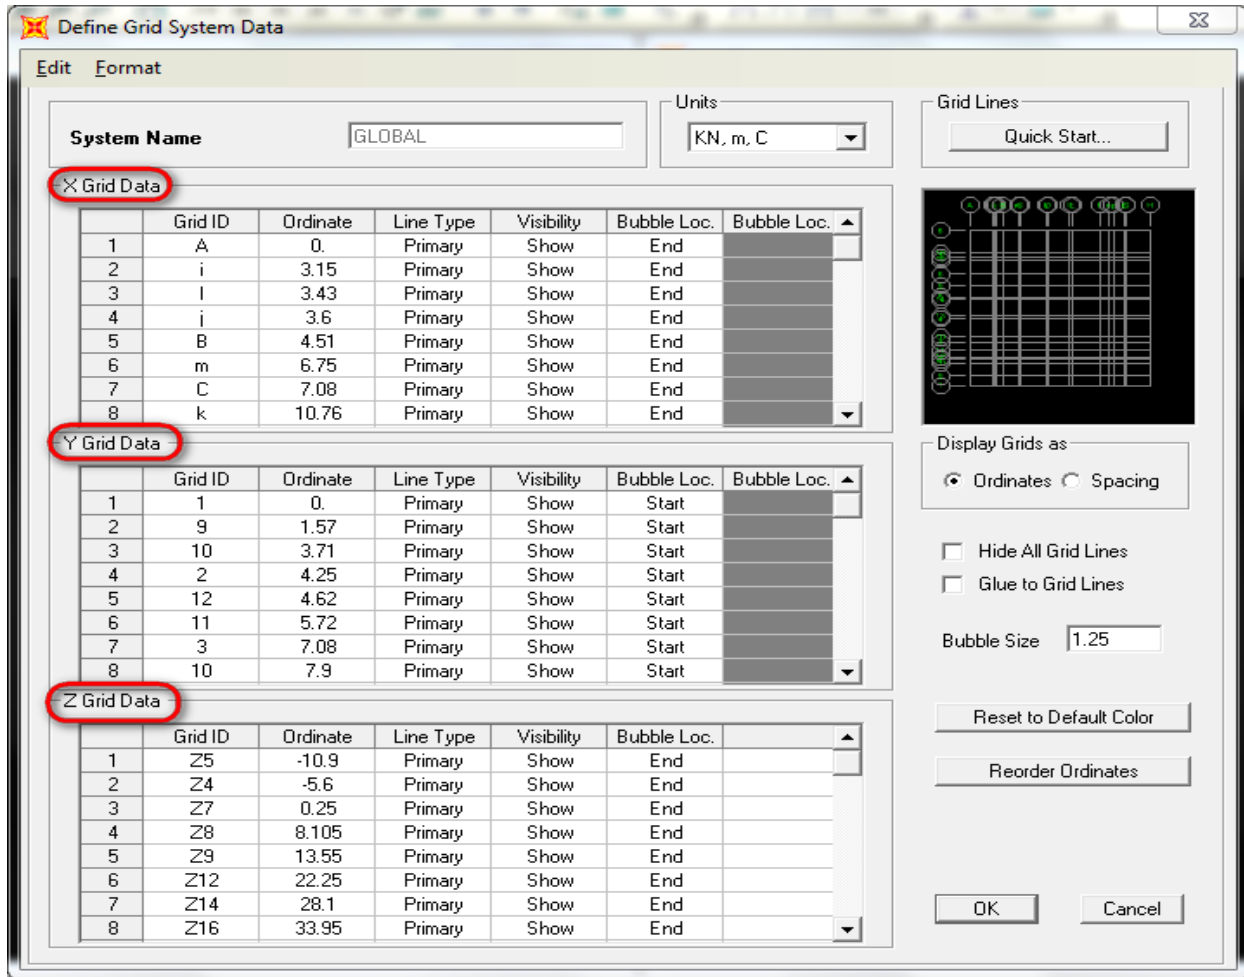 Define Grid System Data
Edit Format
System Name GLOBAL
Units
KN, m, C
Grid Lines
Quick Start...
X Grid Data
Grid ID Ordinate Line Type Visibility Bubble Loc. Bubble Loc.
1 A 0. Primary Show End
2 i 3.15 Primary Show End
3 l 3.43 Primary Show End
4 j 3.6 Primary Show End
5 B 4.51 Primary Show End
6 m 6.75 Primary Show End
7 C 7.08 Primary Show End
8 k 10.76 Primary Show End
Y Grid Data
Grid ID Ordinate Line Type Visibility Bubble Loc. Bubble Loc.
1 1 0. Primary Show Start
2 9 1.57 Primary Show Start
3 10 3.71 Primary Show Start
4 2 4.25 Primary Show Start
5 12 4.62 Primary Show Start
6 11 5.72 Primary Show Start
7 3 7.08 Primary Show Start
8 10 7.9 Primary Show Start
Z Grid Data
Grid ID Ordinate Line Type Visibility Bubble Loc.
1 Z5 -10.9 Primary Show End
2 Z4 -5.6 Primary Show End
3 Z7 0.25 Primary Show End
4 Z8 8.105 Primary Show End
5 Z9 13.55 Primary Show End
6 Z12 22.25 Primary Show End
7 Z14 28.1 Primary Show End
8 Z16 33.95 Primary Show End
Display Grids as
Ordinates Spacing
Hide All Grid Lines
Glue to Grid Lines
Bubble Size 1.25
Reset to Default Color
Reorder Ordinates
OK Cancel